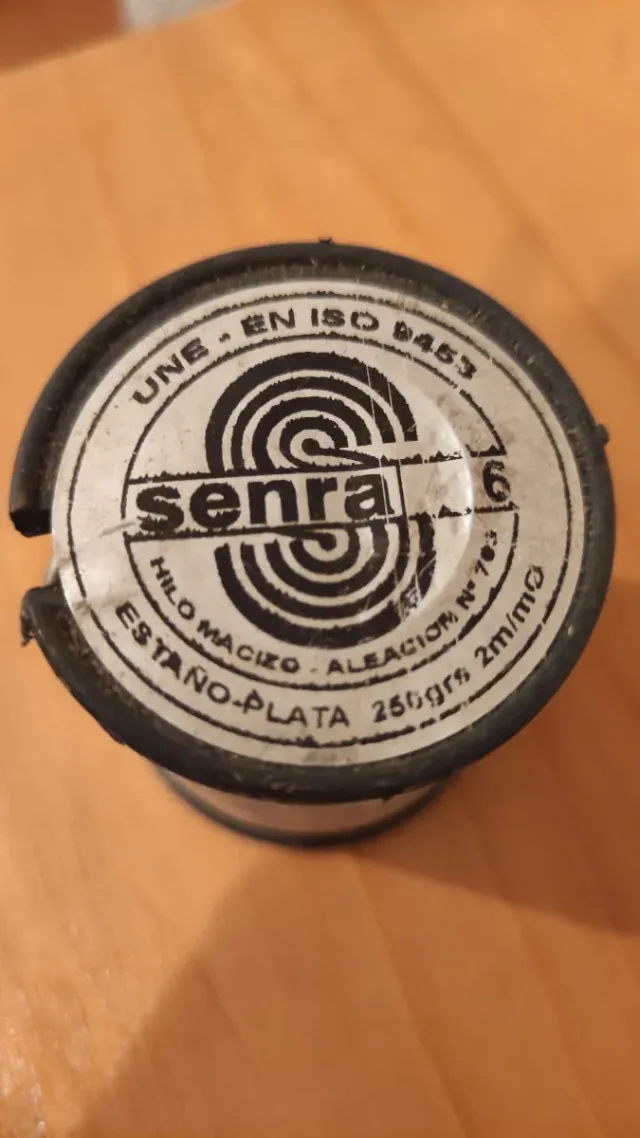 UNE - EN ISO 9453
senra 6
HILO MACIZO - ALEACION Nº 703
ESTAÑO-PLATA 250grs 2m/mØ